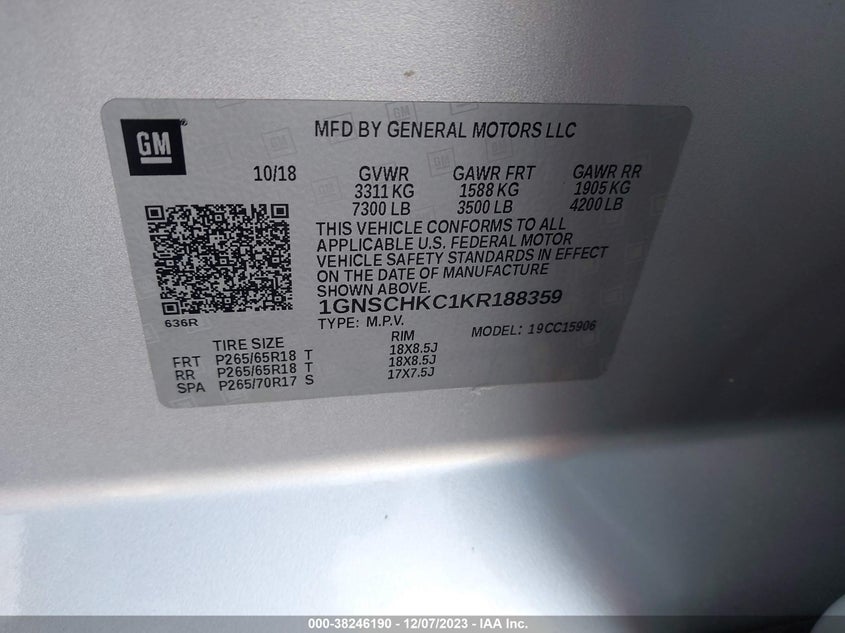 GM
MFD BY GENERAL MOTORS LLC
10/18 GVWR GAWR FRT GAWR RR
3311 KG 1588 KG 1905 KG
7300 LB 3500 LB 4200 LB
THIS VEHICLE CONFORMS TO ALL
APPLICABLE U.S. FEDERAL MOTOR
VEHICLE SAFETY STANDARDS IN EFFECT
ON THE DATE OF MANUFACTURE
SHOWN ABOVE.
1GNSCHKC1KR188359
636R
TYPE: M.P.V. MODEL: 19CC15906
TIRE SIZE RIM
FRT P265/65R18 T 18X8.5J
RR P265/65R18 T 18X8.5J
SPA P265/70R17 S 17X7.5J
000-38246190 - 12/07/2023 - IAA Inc.